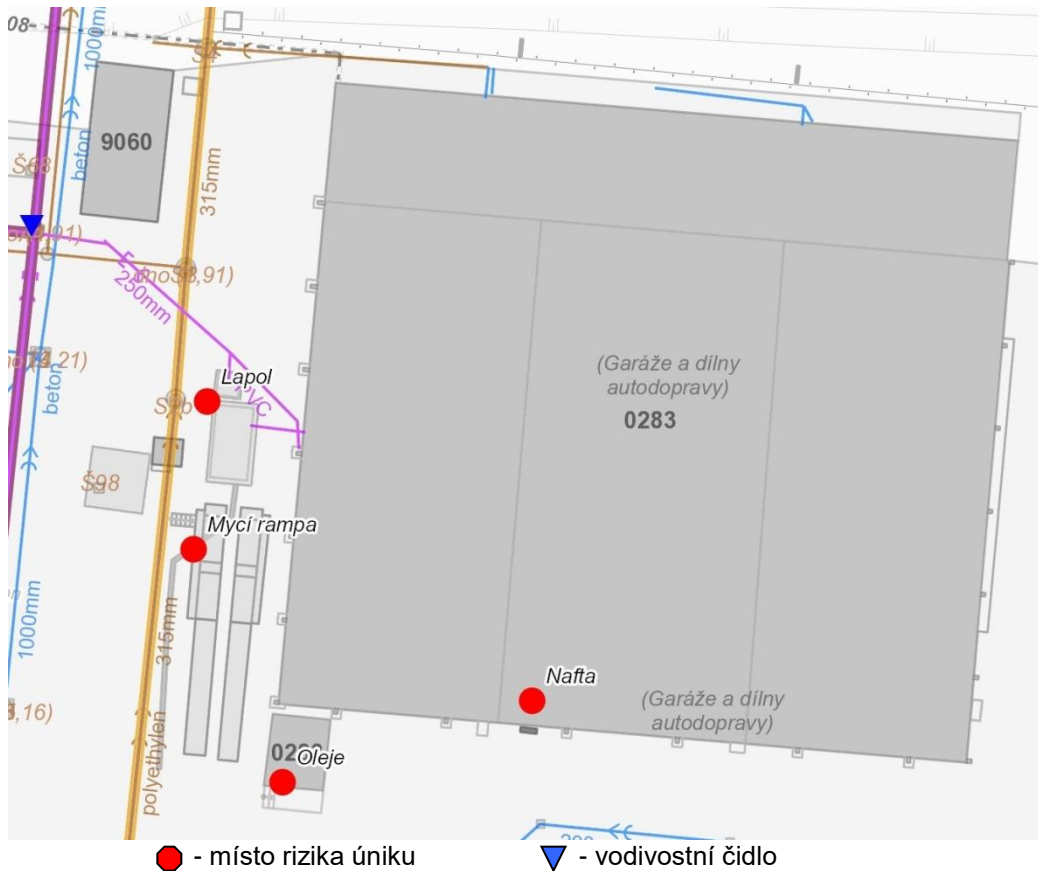 08
1000mm
9060
beton
315mm
Š68
250mm
beton
(Garáže a dílny
autodopravy)
0283
Lapol
PVC
Š98
Mycí rampa
1000mm
315mm
polyethylen
Nafta
(Garáže a dílny
autodopravy)
Oleje
- místo rizika úniku
- vodivostní čidlo